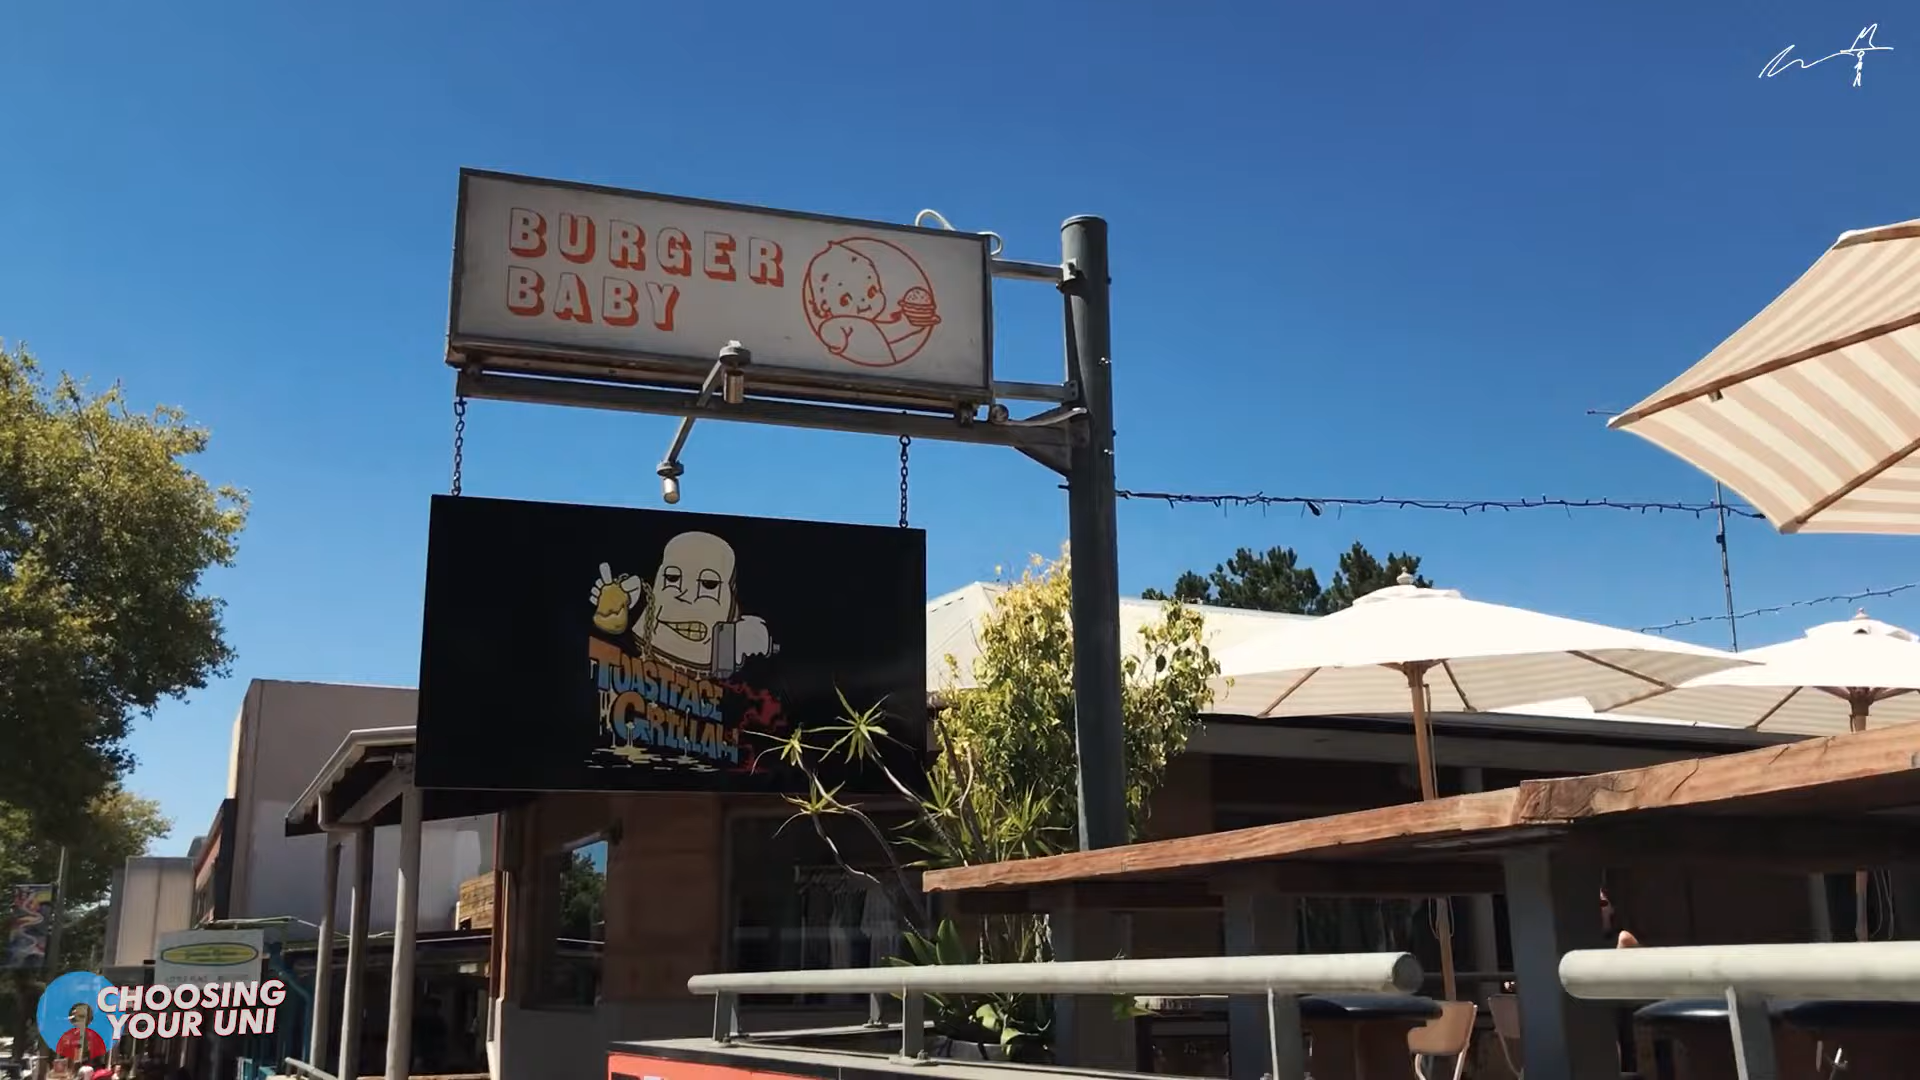 BURGER
BABY
TOASTFACE
GRILLAH
CHOOSING
YOUR UNI